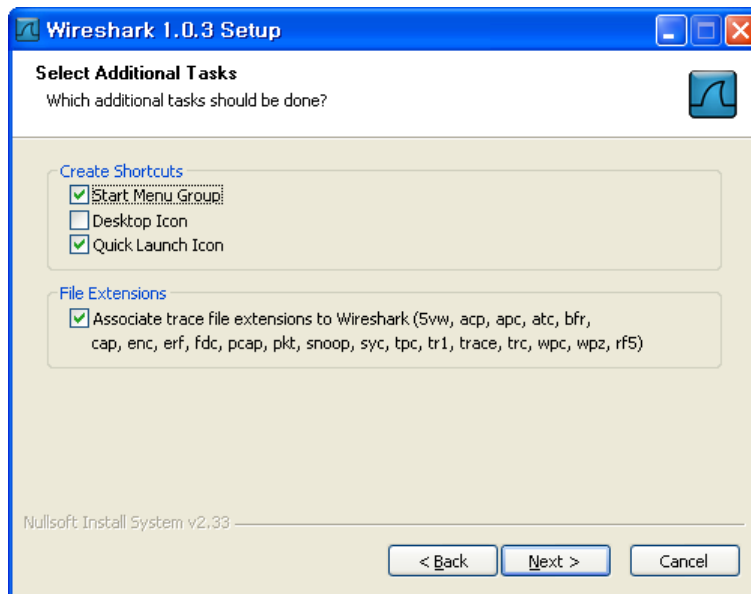 Wireshark 1.0.3 Setup
Select Additional Tasks
Which additional tasks should be done?
Create Shortcuts
Start Menu Group
Desktop Icon
Quick Launch Icon
File Extensions
Associate trace file extensions to Wireshark (5vw, acp, apc, atc, bfr,
cap, enc, erf, fdc, pcap, pkt, snoop, syc, tpc, tr1, trace, trc, wpc, wpz, rf5)
Nullsoft Install System v2.33
< Back
Next >
Cancel